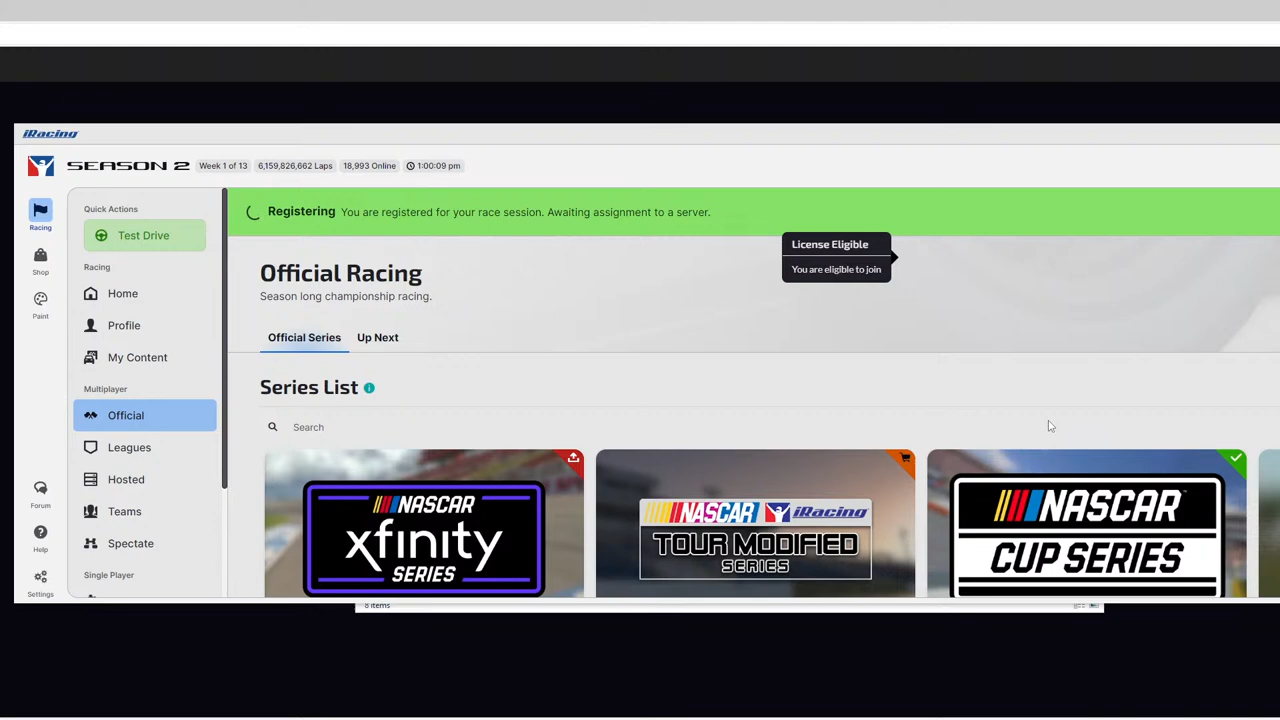 iRacing
SEASON 2 Week 1 of 13 6,159,826,662 Laps 18,993 Online 1:00:09 pm
Racing
Shop
Paint
Forum
Help
Settings
Quick Actions
Test Drive
Racing
Home
Profile
My Content
Multiplayer
Official
Leagues
Hosted
Teams
Spectate
Single Player
Registering You are registered for your race session. Awaiting assignment to a server.
License Eligible
You are eligible to join
Official Racing
Season long championship racing.
Official Series Up Next
Series List
Search
NASCAR
xfinity
SERIES
NASCAR iRacing
TOUR MODIFIED
SERIES
NASCAR
CUP SERIES
8 items